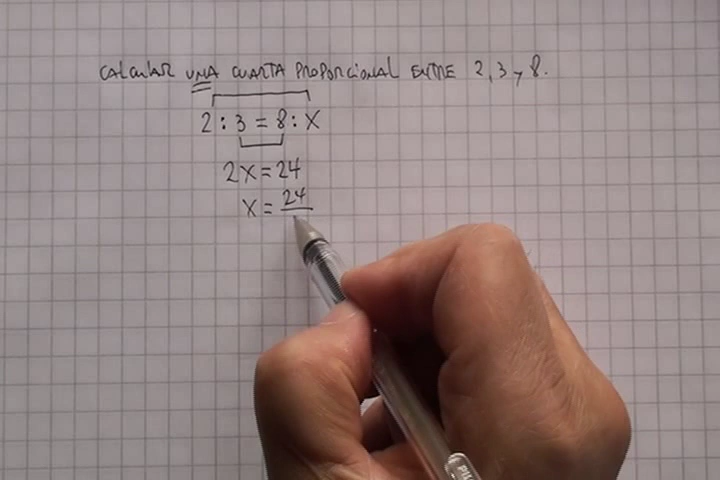 CALCULAR UNA CUARTA PROPORCIONAL ENTRE 2, 3 y 8.
2 : 3 = 8 : X
2X = 24
X = 24